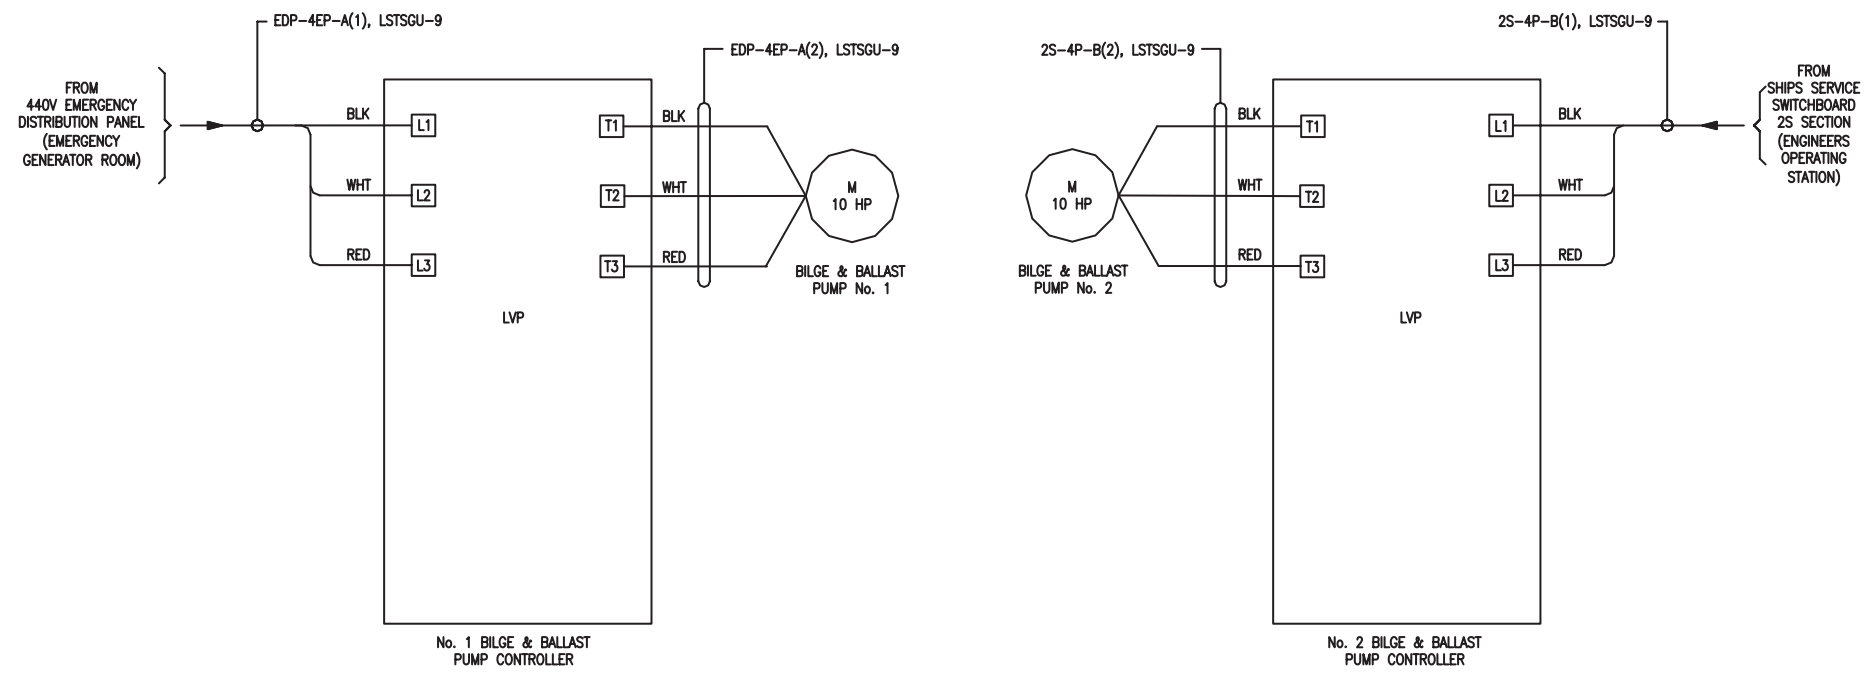 EDP-4EP-A(1), LSTSGU-9
EDP-4EP-A(2), LSTSGU-9
FROM
440V EMERGENCY
DISTRIBUTION PANEL
(EMERGENCY
GENERATOR ROOM)
BLK
L1
WHT
L2
RED
L3
T1
BLK
T2
WHT
T3
RED
M
10 HP
BILGE & BALLAST
PUMP No. 1
LVP
No. 1 BILGE & BALLAST
PUMP CONTROLLER
2S-4P-B(2), LSTSGU-9
2S-4P-B(1), LSTSGU-9
M
10 HP
BILGE & BALLAST
PUMP No. 2
BLK
T1
WHT
T2
RED
T3
L1
BLK
L2
WHT
L3
RED
FROM
SHIPS SERVICE
SWITCHBOARD
2S SECTION
(ENGINEERS
OPERATING
STATION)
LVP
No. 2 BILGE & BALLAST
PUMP CONTROLLER